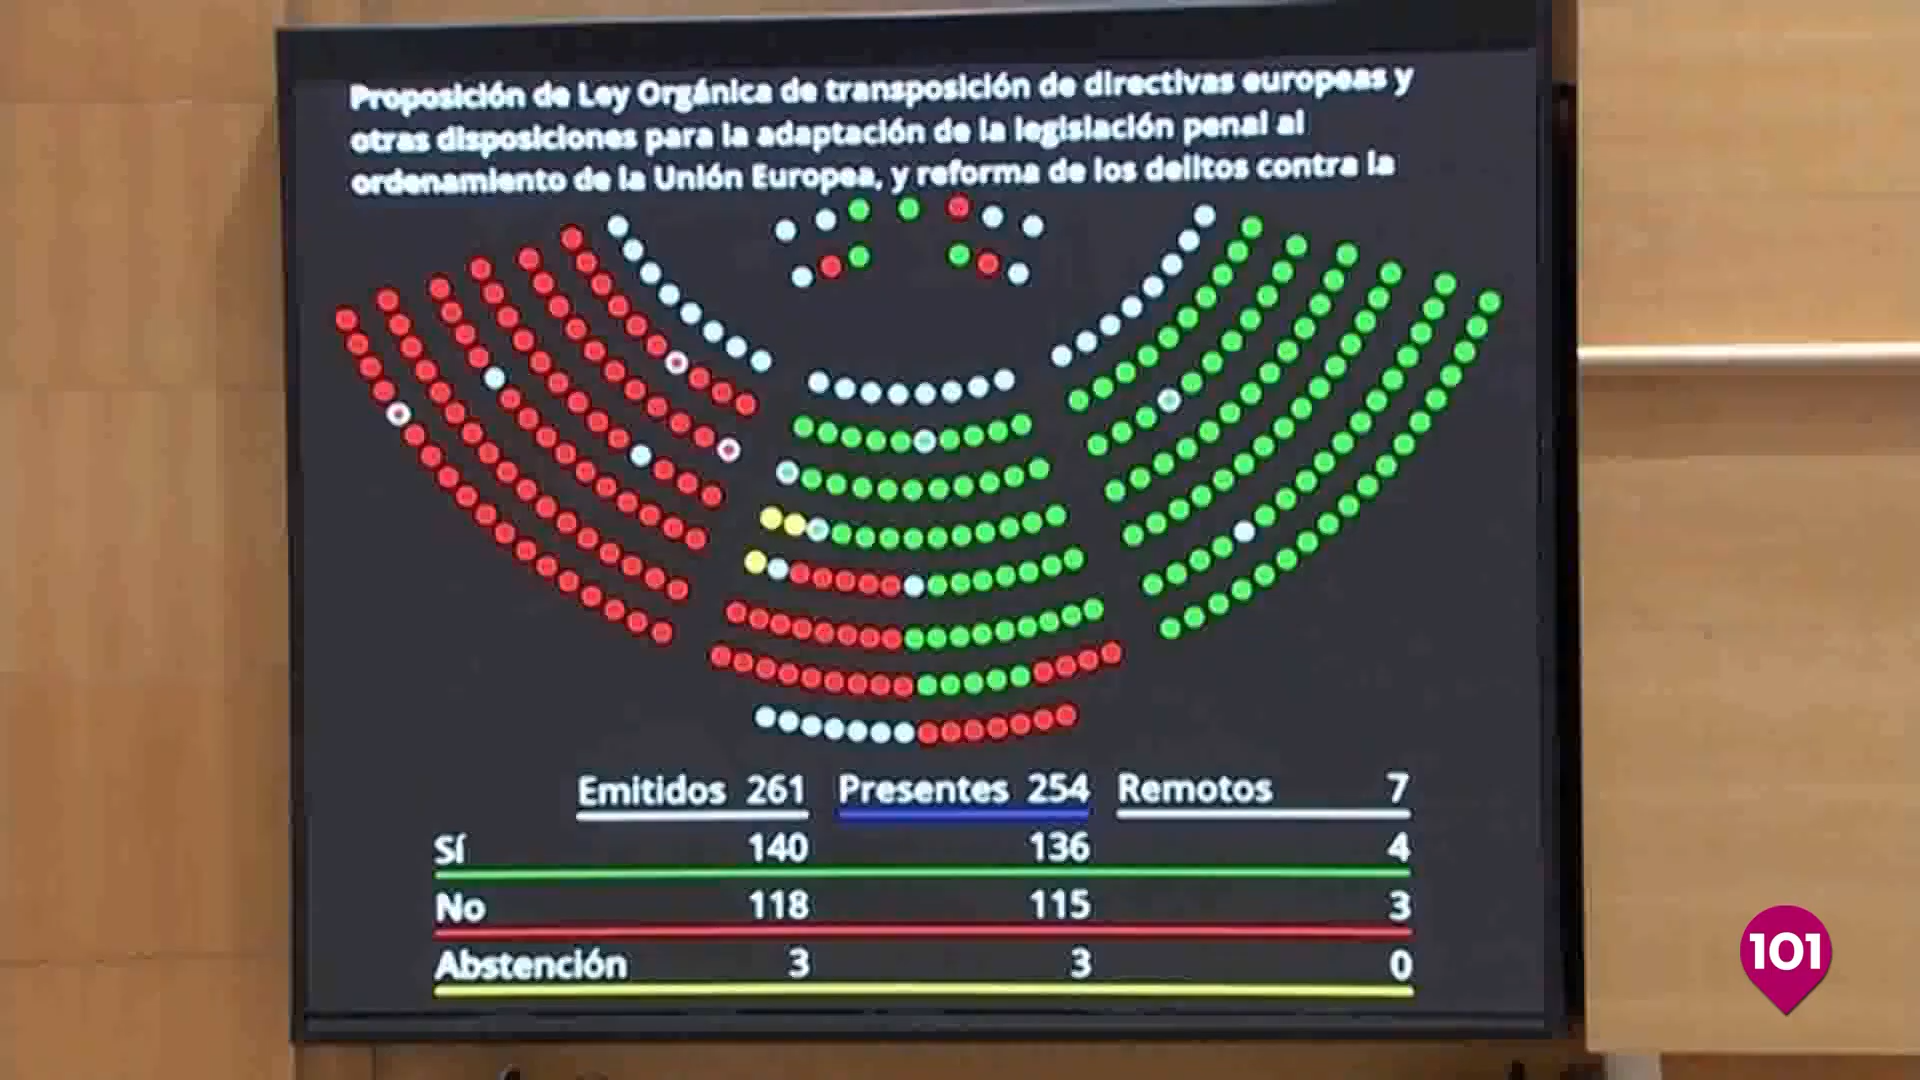 Proposición de Ley Orgánica de transposición de directivas europeas y
otras disposiciones para la adaptación de la legislación penal al
ordenamiento de la Unión Europea, y reforma de los delitos contra la
Emitidos 261 Presentes 254 Remotos 7
Sí 140 136 4
No 118 115 3
Abstención 3 3 0
101